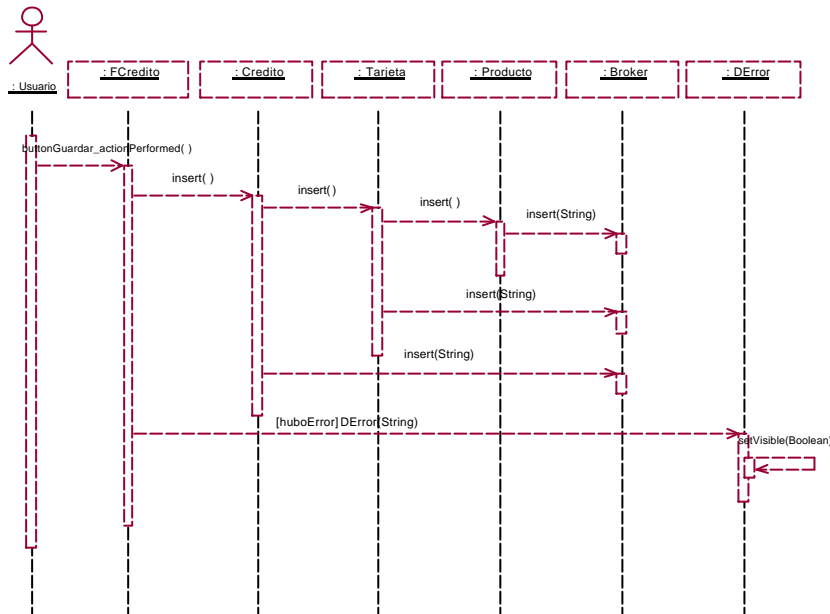 : Usuario
: FCredito
: Credito
: Tarjeta
: Producto
: Broker
: DError
buttonGuardar_actionPerformed( )
insert( )
insert( )
insert( )
insert(String)
insert(String)
insert(String)
[huboError] DError(String)
setVisible(Boolean)